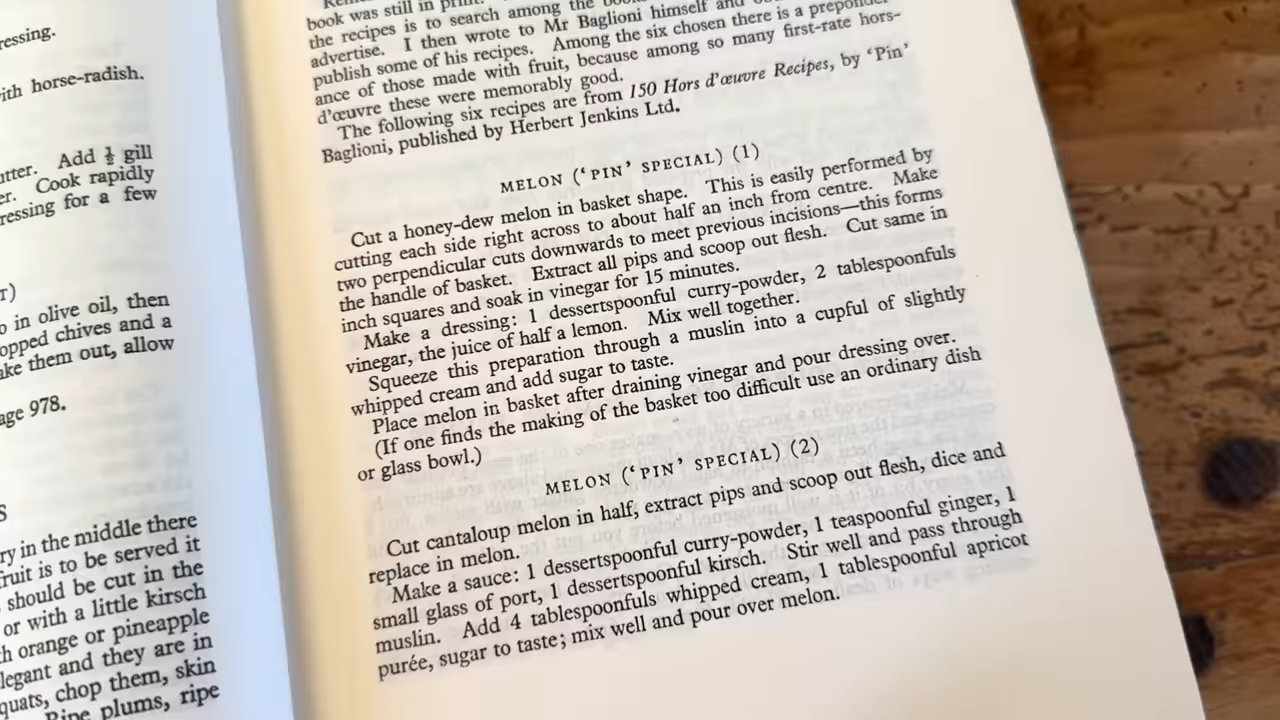 ressing.
with horse-radish.
utter. Add ½ gill
er. Cook rapidly
ressing for a few
r)
o in olive oil, then
opped chives and a
ake them out, allow
age 978.
S
ry in the middle there
fruit is to be served it
should be cut in the
or with a little kirsch
h orange or pineapple
legant and they are in
quats, chop them, skin
Ripe plums, ripe
book was still in print.
the recipes is to search among the
advertise. I then wrote to Mr Baglioni himself and
publish some of his recipes. Among the six chosen there is a preponder-
ance of those made with fruit, because among so many first-rate hors-
d'œuvre these were memorably good.
The following six recipes are from 150 Hors d'œuvre Recipes, by 'Pin'
Baglioni, published by Herbert Jenkins Ltd.
MELON ('PIN' SPECIAL) (1)
Cut a honey-dew melon in basket shape. This is easily performed by
cutting each side right across to about half an inch from centre. Make
two perpendicular cuts downwards to meet previous incisions—this forms
the handle of basket. Extract all pips and scoop out flesh. Cut same in
inch squares and soak in vinegar for 15 minutes.
Make a dressing: 1 dessertspoonful curry-powder, 2 tablespoonfuls
vinegar, the juice of half a lemon. Mix well together.
Squeeze this preparation through a muslin into a cupful of slightly
whipped cream and add sugar to taste.
Place melon in basket after draining vinegar and pour dressing over.
(If one finds the making of the basket too difficult use an ordinary dish
or glass bowl.)
MELON ('PIN' SPECIAL) (2)
Cut cantaloup melon in half, extract pips and scoop out flesh, dice and
replace in melon.
Make a sauce: 1 dessertspoonful curry-powder, 1 teaspoonful ginger, 1
small glass of port, 1 dessertspoonful kirsch. Stir well and pass through
muslin. Add 4 tablespoonfuls whipped cream, 1 tablespoonful apricot
purée, sugar to taste; mix well and pour over melon.